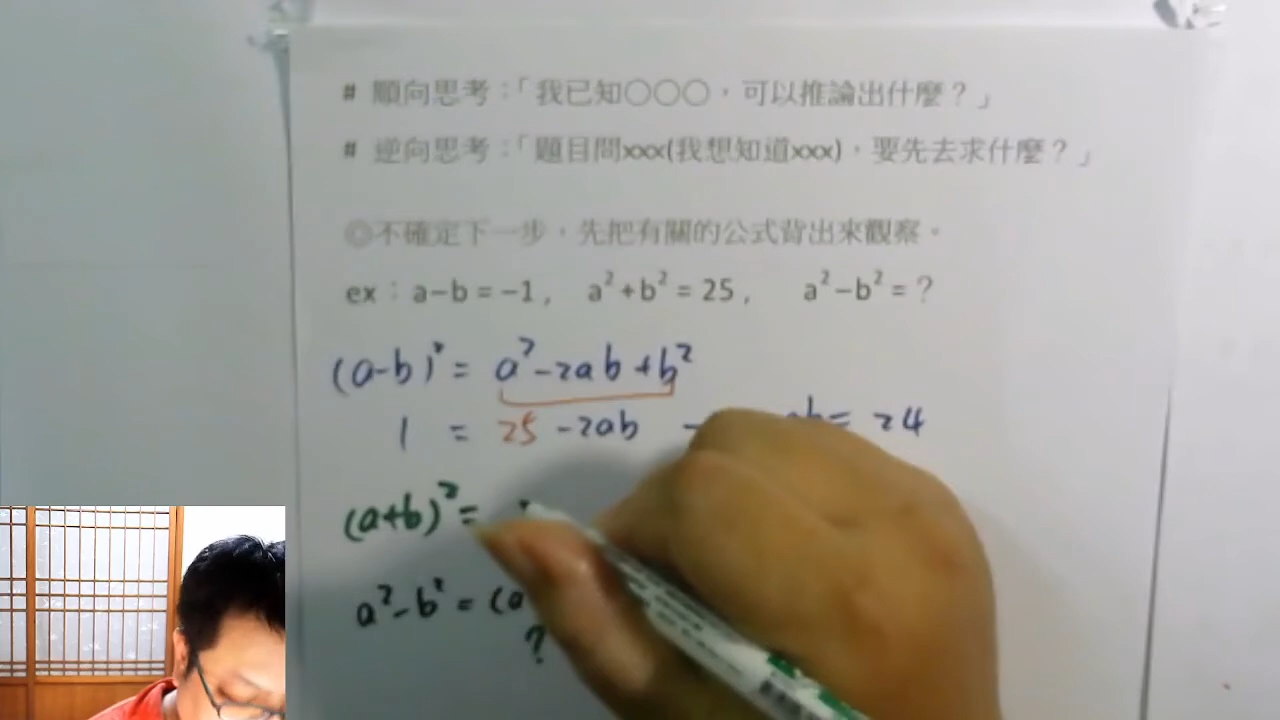 # 順向思考:「我已知〇〇〇,可以推論出什麼?」
# 逆向思考:「題目問xxx(我想知道xxx),要先去求什麼?」
◎不確定下一步,先把有關的公式背出來觀察。
ex:a−b=−1, a²+b²=25, a²−b²=?
(a-b)²= a²-2ab+b²
1 = 25 -2ab ab= 24
(a+b)²=
a²-b²= (a
?